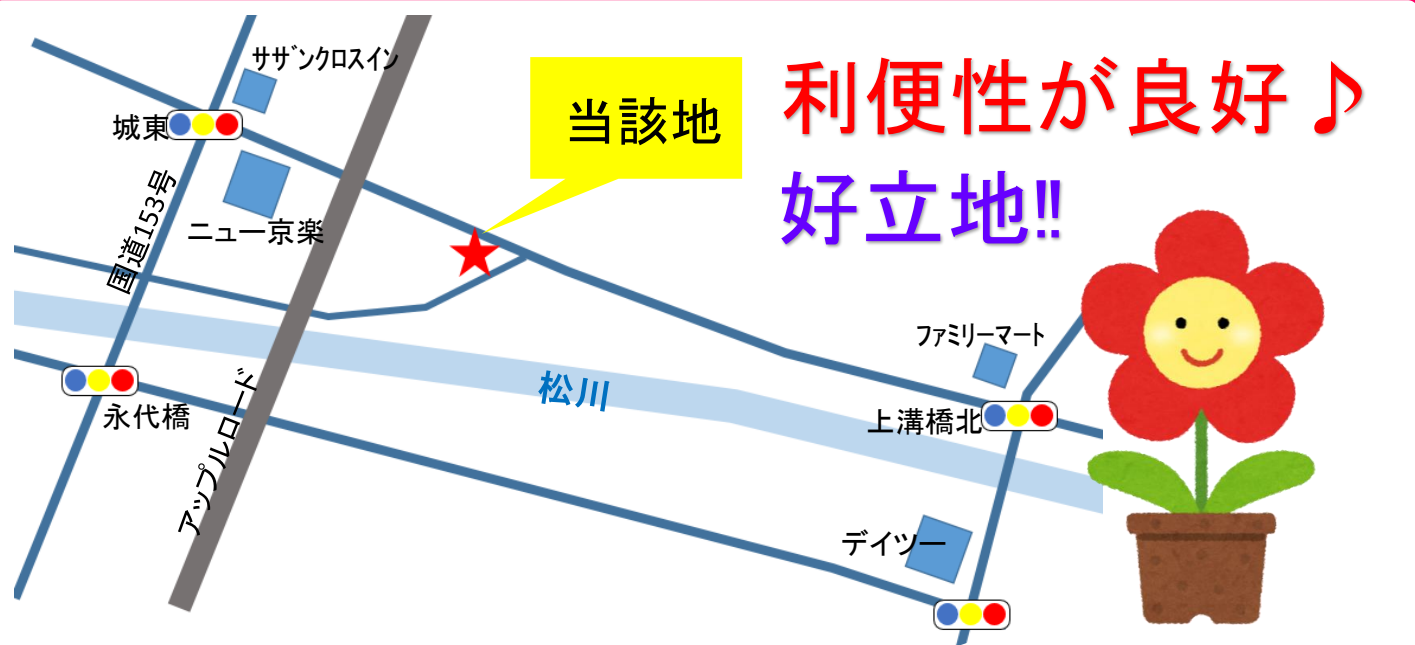 利便性が良好♪
好立地!!
当該地
サザンクロスイン
城東
国道153号
ニュー京楽
永代橋
アップルロード
松川
ファミリーマート
上溝橋北
デイツー